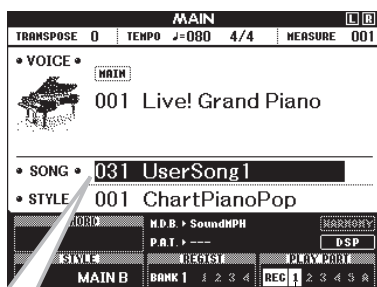 MAIN L R
TRANSPOSE 0 TEMPO ♩=080 4/4 MEASURE 001
• VOICE •
MAIN
001 Live! Grand Piano
• SONG • 031 UserSong1
• STYLE 001 ChartPianoPop
M.D.B. ▸ SoundMPH HARMONY
P.A.T. ▸ --- DSP
STYLE REGIST PLAY PART
MAIN B BANK 1 1 2 3 4 REC 1 2 3 4 5 A